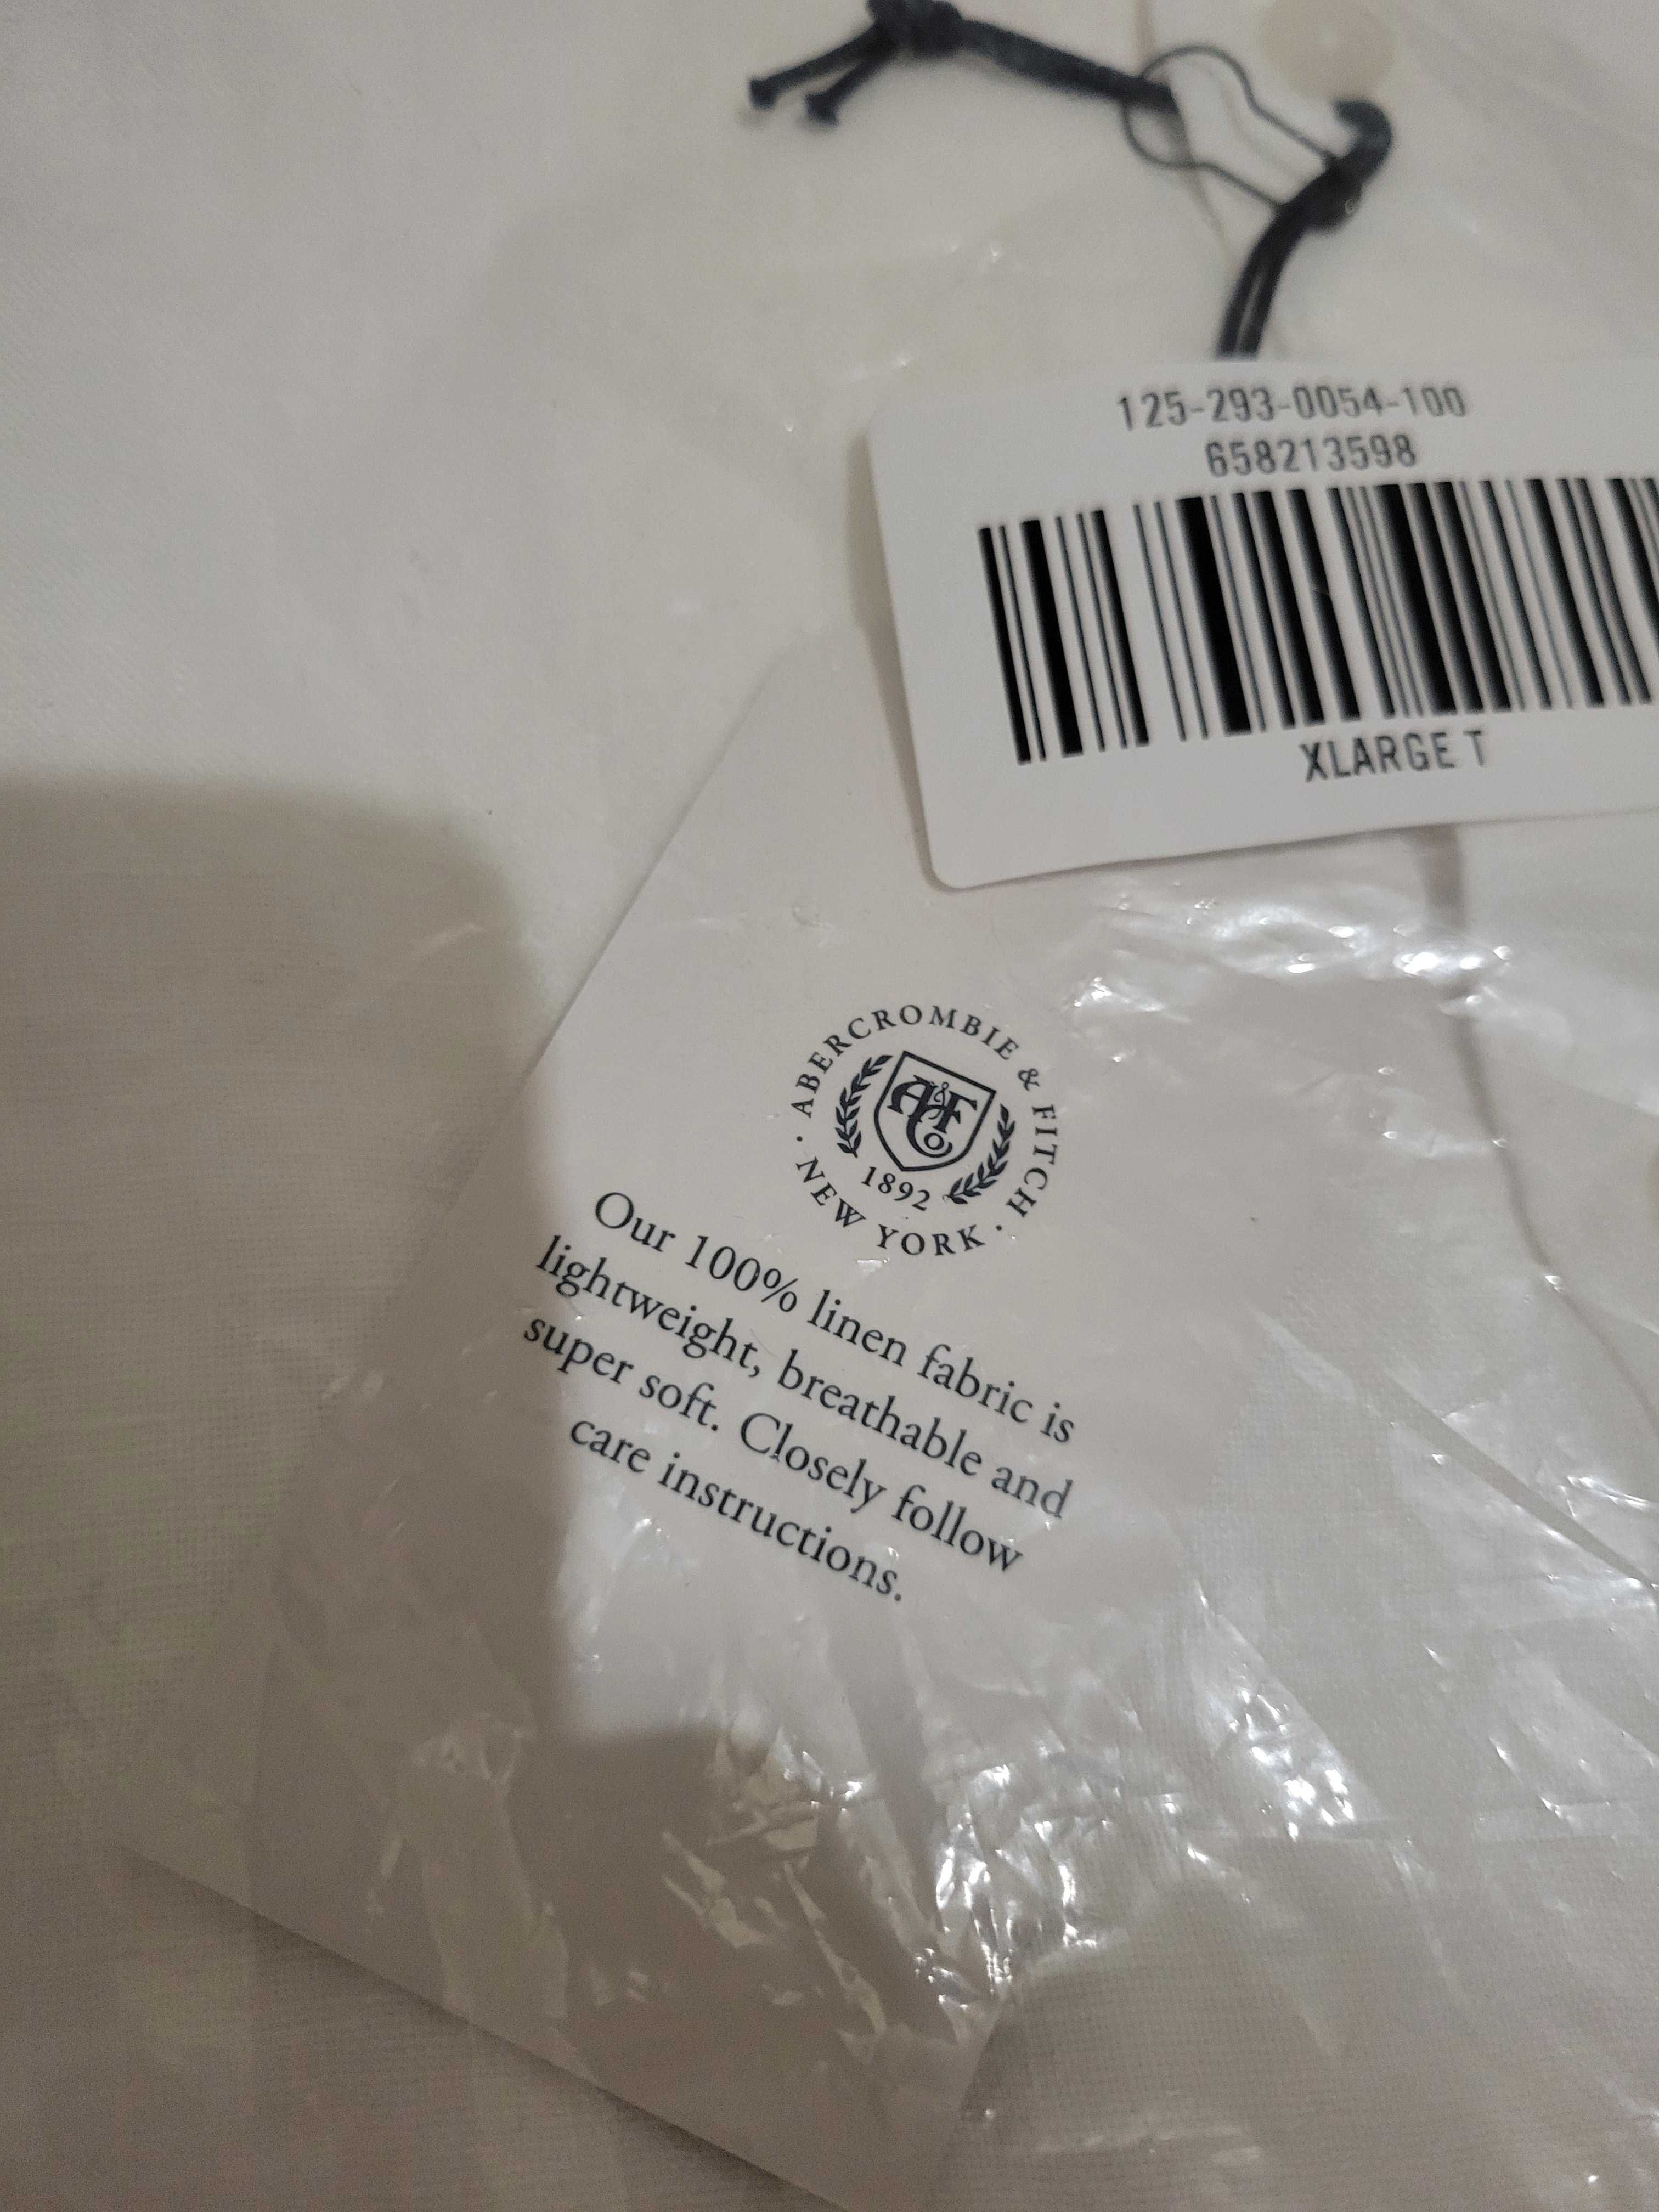 125-293-0054-100
658213598
XLARGE T
ABERCROMBIE & FITCH
A&F Co
1892
· NEW YORK ·
Our 100% linen fabric is
lightweight, breathable and
super soft. Closely follow
care instructions.